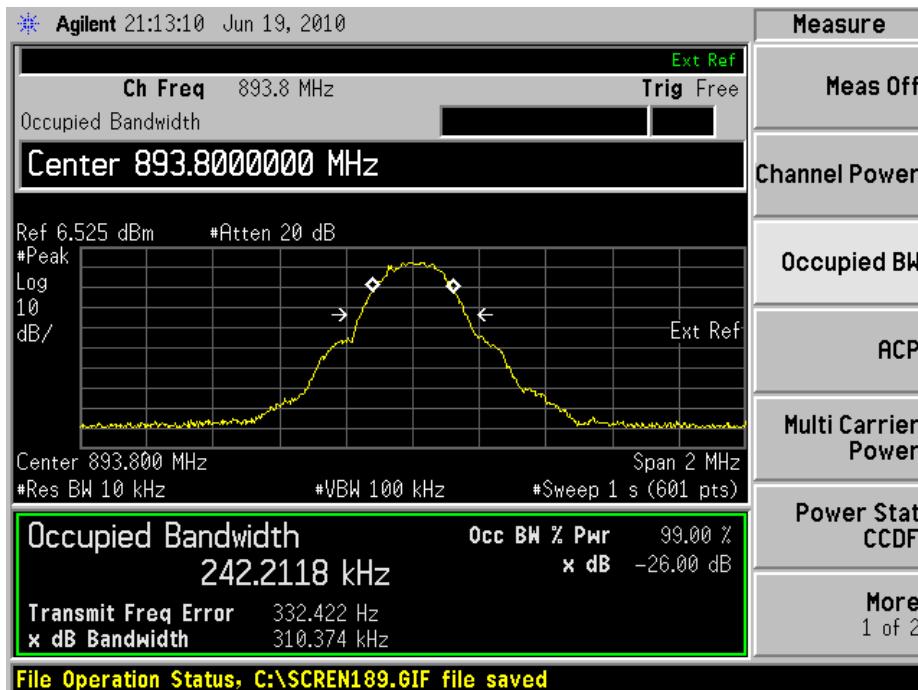 Agilent 21:13:10 Jun 19, 2010
Measure
Ext Ref
Ch Freq 893.8 MHz Trig Free
Occupied Bandwidth
Center 893.8000000 MHz
Ref 6.525 dBm #Atten 20 dB
#Peak
Log
10
dB/
Ext Ref
Center 893.800 MHz Span 2 MHz
#Res BW 10 kHz #VBW 100 kHz #Sweep 1 s (601 pts)
Occupied Bandwidth Occ BW % Pwr 99.00 %
242.2118 kHz x dB -26.00 dB
Transmit Freq Error 332.422 Hz
x dB Bandwidth 310.374 kHz
File Operation Status, C:\SCREN189.GIF file saved
Meas Off
Channel Power
Occupied BW
ACP
Multi Carrier
Power
Power Stat
CCDF
More
1 of 2